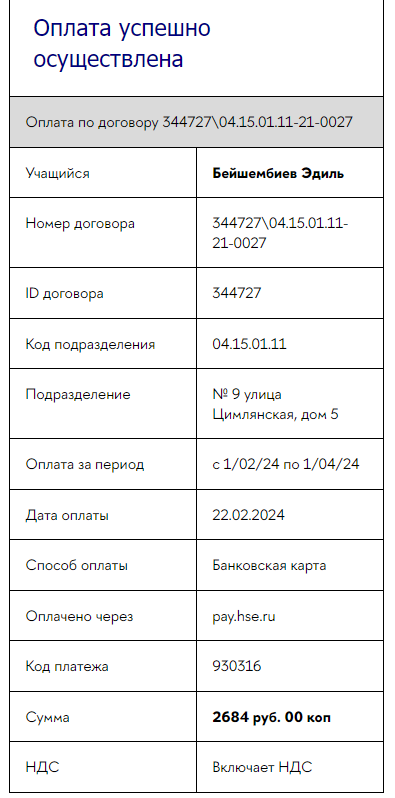 Оплата успешно
осуществлена
Оплата по договору 344727\04.15.01.11-21-0027
Учащийся
Бейшембиев Эдиль
Номер договора
344727\04.15.01.11-
21-0027
ID договора
344727
Код подразделения
04.15.01.11
Подразделение
№ 9 улица
Цимлянская, дом 5
Оплата за период
с 1/02/24 по 1/04/24
Дата оплаты
22.02.2024
Способ оплаты
Банковская карта
Оплачено через
pay.hse.ru
Код платежа
930316
Сумма
2684 руб. 00 коп
НДС
Включает НДС